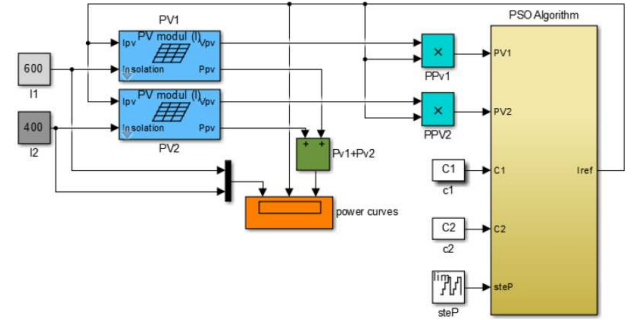 PV1
PSO Algorithm
PV modul (I)
Ipv
Vpv
Insolation
Ppv
600
I1
PPv1
PV1
PV modul (I)
Ipv
Vpv
Insolation
Ppv
PV2
400
I2
PPV2
PV2
+ +
Pv1+Pv2
C1
c1
C1
Iref
power curves
C2
c2
C2
lim
steP
steP